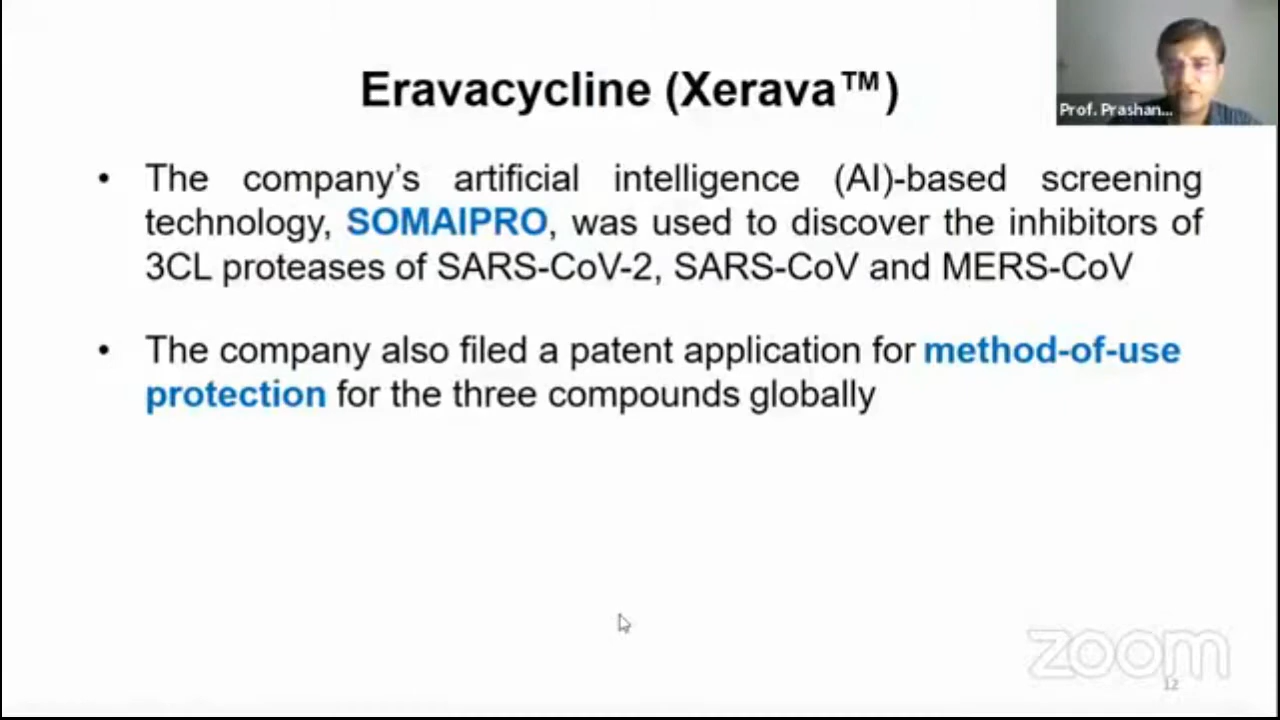 Eravacycline (Xerava™)
Prof. Prashan...
• The company's artificial intelligence (AI)-based screening
technology, SOMAIPRO, was used to discover the inhibitors of
3CL proteases of SARS-CoV-2, SARS-CoV and MERS-CoV
• The company also filed a patent application for method-of-use
protection for the three compounds globally
zoom
12